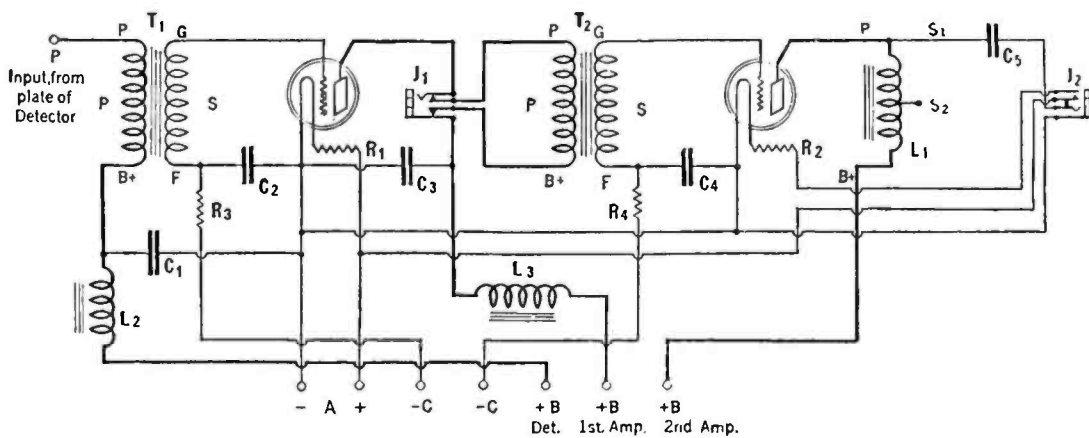 T1
T2
P G P G P S1
P
Input, from
plate of
Detector
P S J1 P S C5 J2
S2
R1 R2 L1
B+ F C2 C3 B+ F C4 B+
R3 R4
C1 L3
L2
- A + -C -C +B +B +B
Det. 1st. Amp. 2nd Amp.